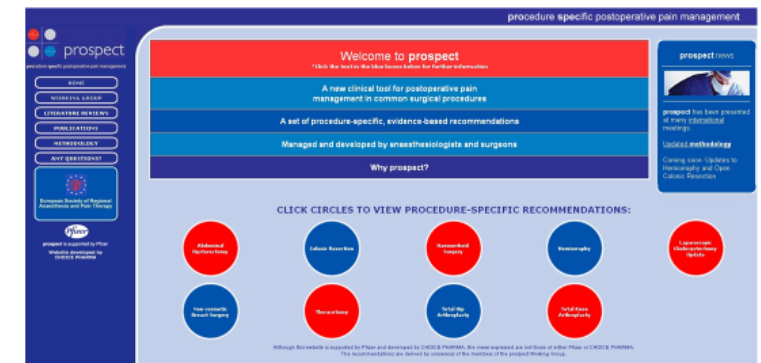 procedure specific postoperative pain management
prospect
procedure specific postoperative pain management
HOME
WORKING GROUP
LITERATURE REVIEWS
PUBLICATIONS
METHODOLOGY
ANY QUESTIONS?
European Society of Regional
Anaesthesia and Pain Therapy
Pfizer
prospect is supported by Pfizer
Website developed by
CHOICE PHARMA
Welcome to prospect
*Click the text in the blue boxes below for further information
A new clinical tool for postoperative pain
management in common surgical procedures
A set of procedure-specific, evidence-based recommendations
Managed and developed by anaesthesiologists and surgeons
Why prospect?
prospect news
prospect has been presented
at many international
meetings.
Updated methodology
Coming soon- Updates to
Herniorraphy and Open
Colonic Resection
CLICK CIRCLES TO VIEW PROCEDURE-SPECIFIC RECOMMENDATIONS:
Abdominal
Hysterectomy
Colonic Resection
Haemorrhoid
Surgery
Herniorraphy
Laparoscopic
Cholecystectomy
Update
Non-cosmetic
Breast Surgery
Thoracotomy
Total Hip
Arthroplasty
Total Knee
Arthroplasty
Although this website is supported by Pfizer and developed by CHOICE PHARMA, the views expressed are not those of either Pfizer or CHOICE PHARMA.
The recommendations are derived by consensus of the members of the prospect Working Group.